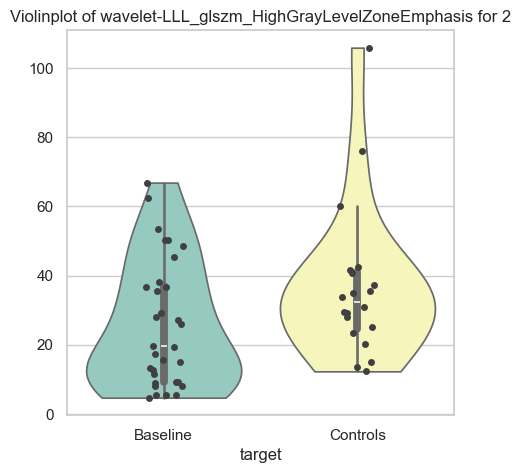 Violinplot of wavelet-LLL_glszm_HighGrayLevelZoneEmphasis for 2
100
80
60
40
20
0
Baseline
Controls
target